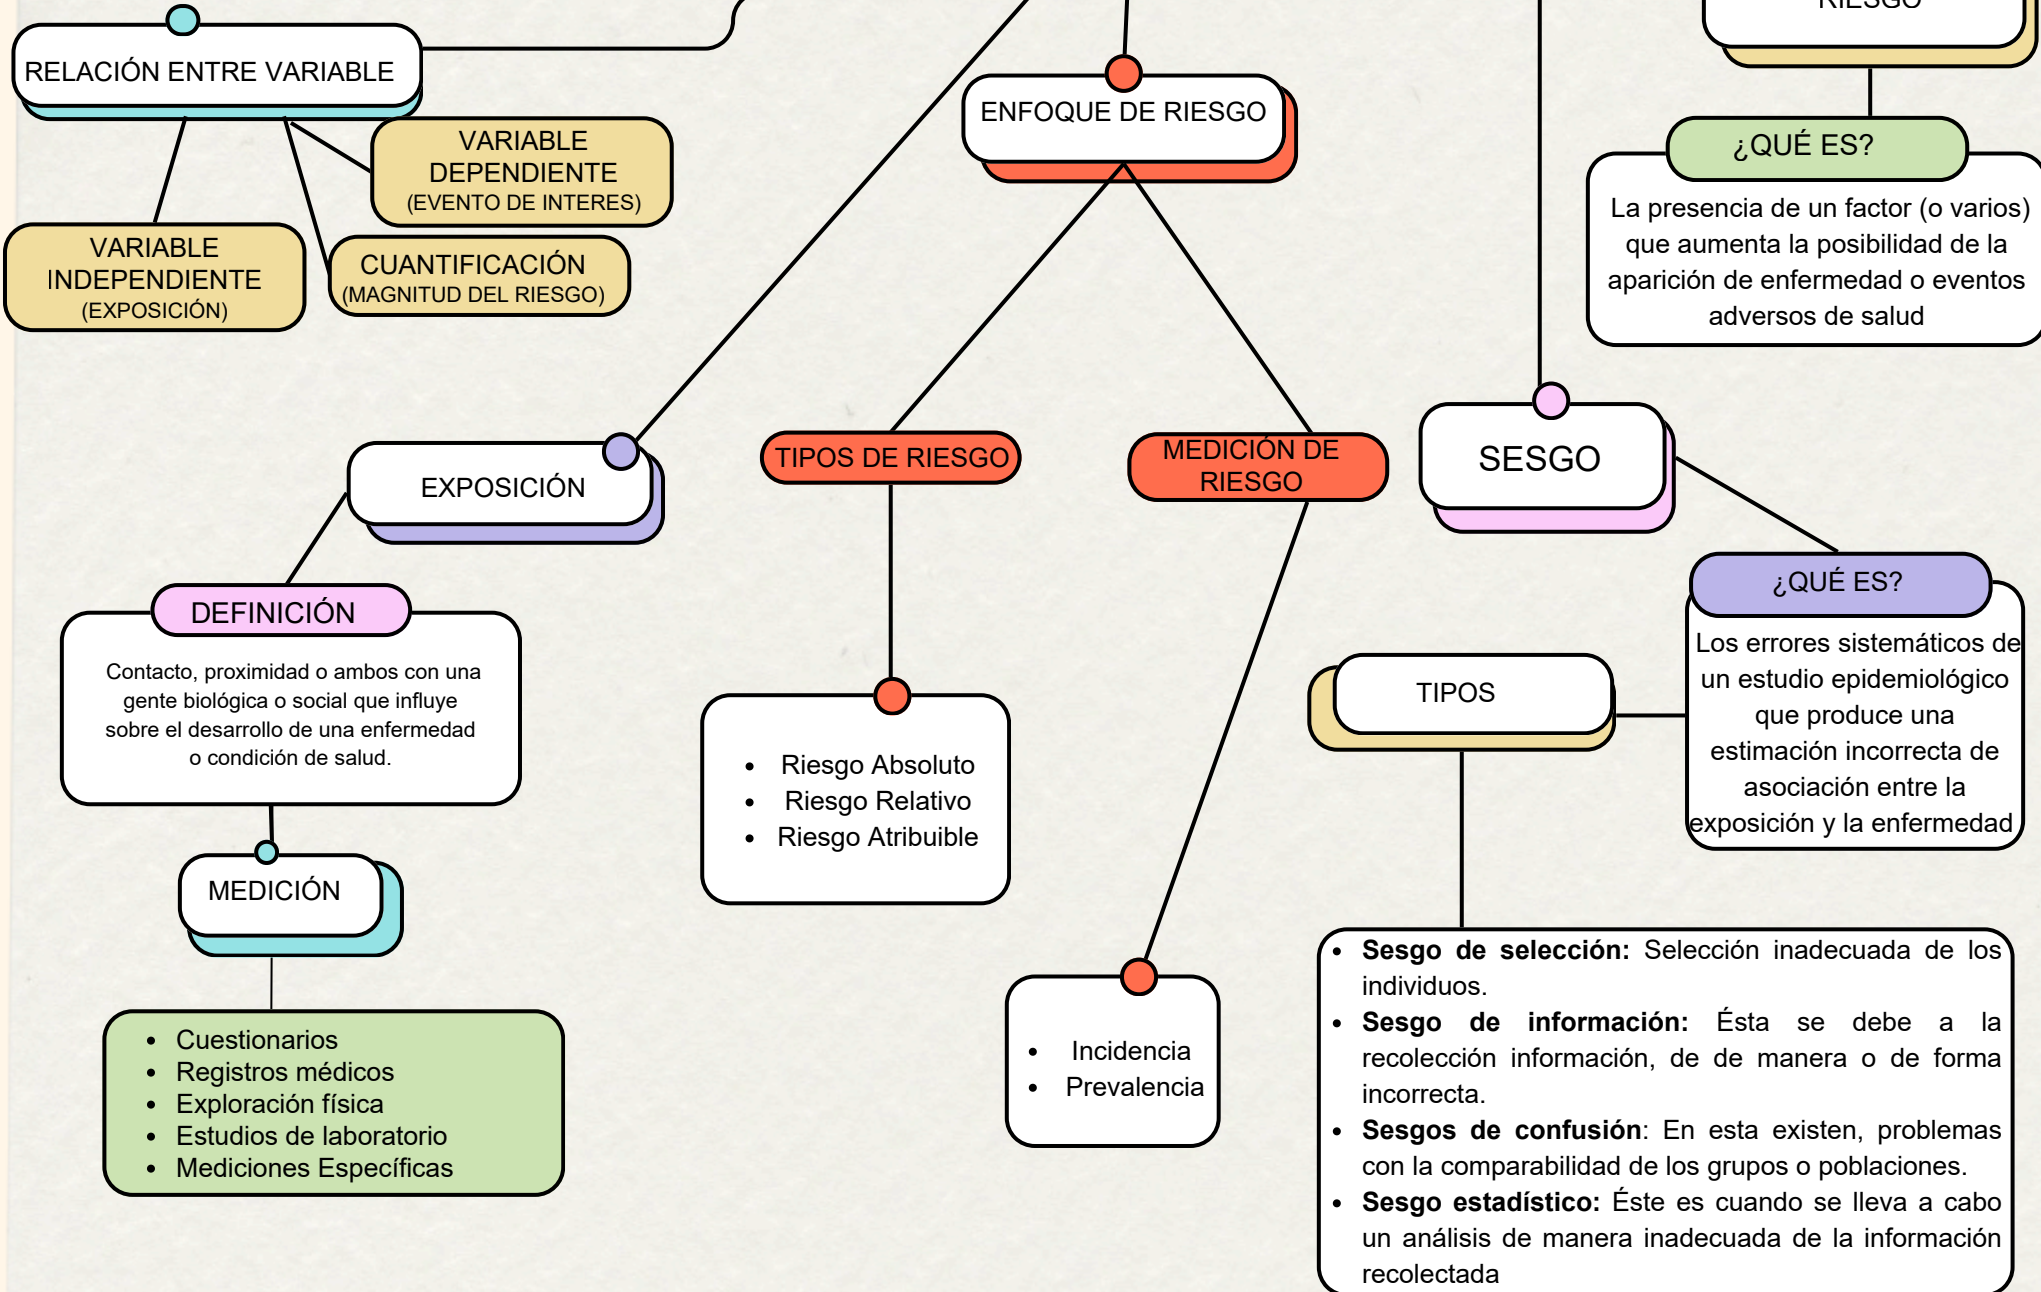 RELACIÓN ENTRE VARIABLE
VARIABLE
DEPENDIENTE
(EVENTO DE INTERES)
VARIABLE
INDEPENDIENTE
(EXPOSICIÓN)
CUANTIFICACIÓN
(MAGNITUD DEL RIESGO)
ENFOQUE DE RIESGO
RIESGO
¿QUÉ ES?
La presencia de un factor (o varios)
que aumenta la posibilidad de la
aparición de enfermedad o eventos
adversos de salud
EXPOSICIÓN
DEFINICIÓN
Contacto, proximidad o ambos con una
gente biológica o social que influye
sobre el desarrollo de una enfermedad
o condición de salud.
MEDICIÓN
• Cuestionarios
• Registros médicos
• Exploración física
• Estudios de laboratorio
• Mediciones Específicas
TIPOS DE RIESGO
• Riesgo Absoluto
• Riesgo Relativo
• Riesgo Atribuible
MEDICIÓN DE
RIESGO
• Incidencia
• Prevalencia
SESGO
¿QUÉ ES?
Los errores sistemáticos de
un estudio epidemiológico
que produce una
estimación incorrecta de
asociación entre la
exposición y la enfermedad
TIPOS
• Sesgo de selección: Selección inadecuada de los
individuos.
• Sesgo de información: Ésta se debe a la
recolección información, de de manera o de forma
incorrecta.
• Sesgos de confusión: En esta existen, problemas
con la comparabilidad de los grupos o poblaciones.
• Sesgo estadístico: Éste es cuando se lleva a cabo
un análisis de manera inadecuada de la información
recolectada